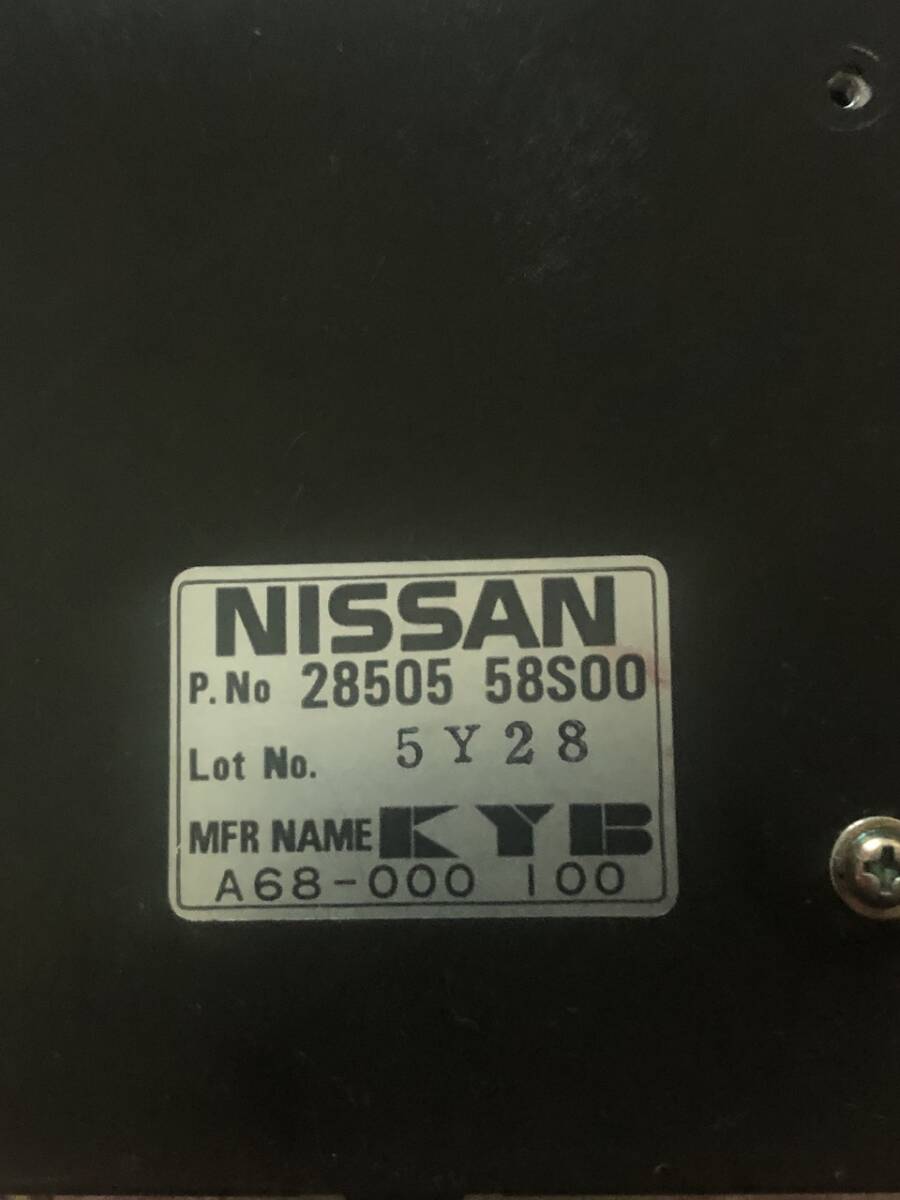 NISSAN
P.No 28505 58S00
Lot No. 5Y28
MFR NAME KYB
A68-000 100